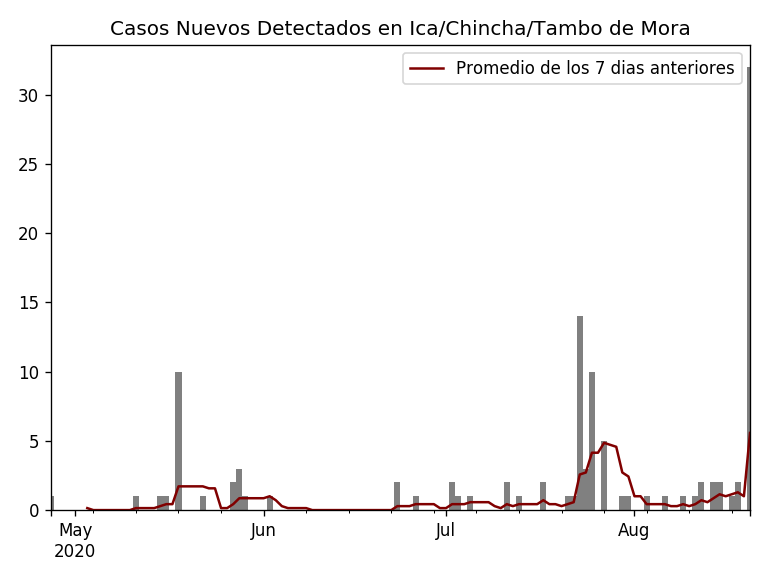 Casos Nuevos Detectados en Ica/Chincha/Tambo de Mora
Promedio de los 7 dias anteriores
30
25
20
15
10
5
0
May Jun Jul Aug
2020